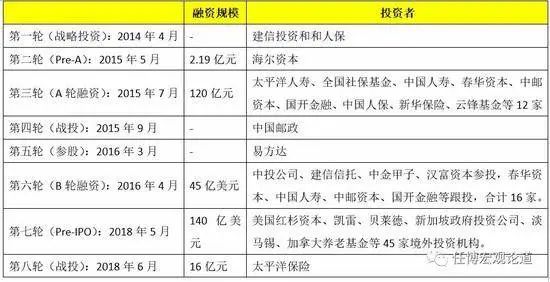 融资规模 投资者
第一轮（战略投资）：2014 年 4 月 - 建信投资和和人保
第二轮（Pre-A）：2015 年 5 月 2.19 亿元 海尔资本
第三轮（A 轮融资）：2015 年 7 月 120 亿元 太平洋人寿、全国社保基金、中国人寿、春华资本、中邮
资本、国开金融、中国人保、新华保险、云锋基金等 12 家
第四轮（战投）：2015 年 9 月 - 中国邮政
第五轮（参股）：2016 年 3 月 - 易方达
第六轮（B 轮融资）：2016 年 4 月 45 亿美元 中投公司、建信信托、中金甲子、汉富资本参投，春华资
本、中国人寿、中邮资本、国开金融等跟投，合计 16 家。
第七轮（Pre-IPO）：2018 年 5 月 140 亿美
元 美国红杉资本、凯雷、贝莱德、新加坡政府投资公司、淡
马锡、加拿大养老基金等 45 家境外投资机构。
第八轮（战投）：2018 年 6 月 16 亿元 太平洋保险
任博宏观论道